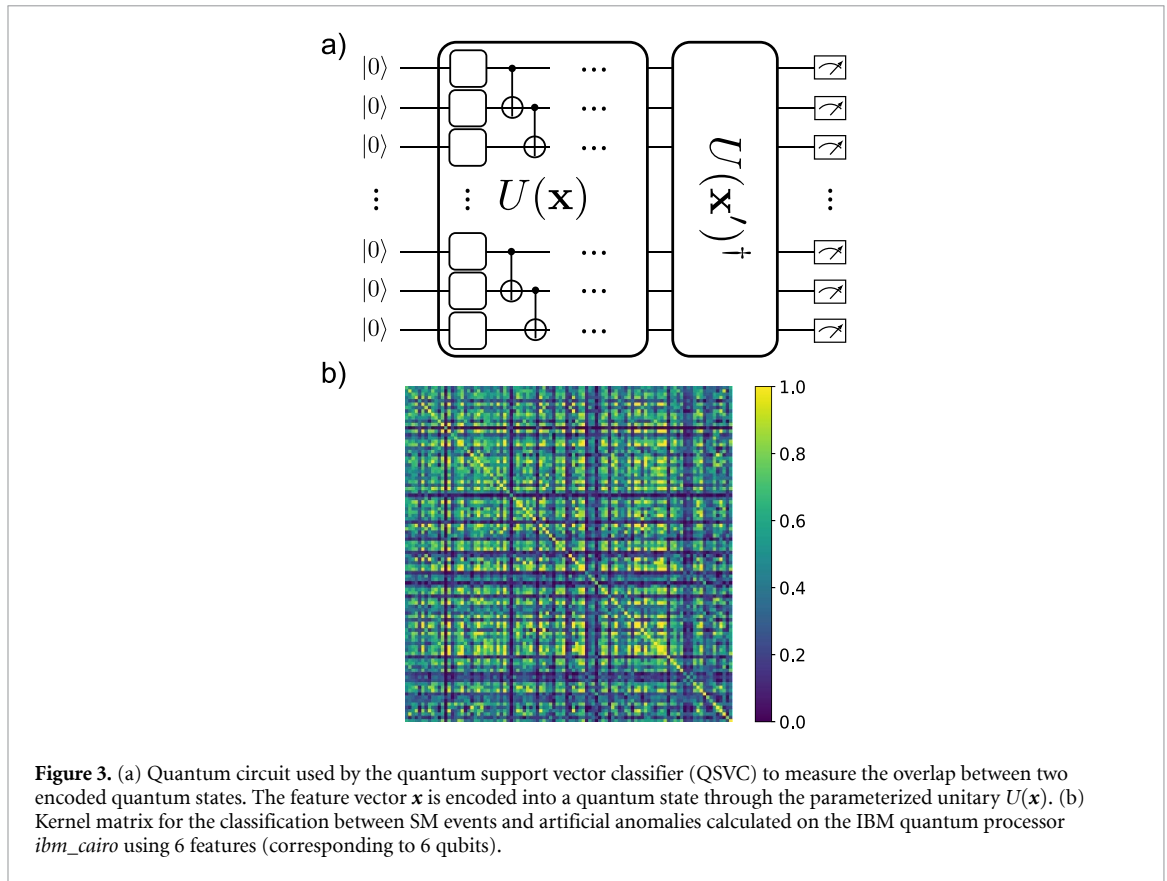 a)
|0⟩
|0⟩
|0⟩
⋮ ⋮ U(x) ⋮
|0⟩
|0⟩
|0⟩
...
...
...
...
...
...
U(x′)†
b)
1.0
0.8
0.6
0.4
0.2
0.0
Figure 3. (a) Quantum circuit used by the quantum support vector classifier (QSVC) to measure the overlap between two
encoded quantum states. The feature vector x is encoded into a quantum state through the parameterized unitary U(x). (b)
Kernel matrix for the classification between SM events and artificial anomalies calculated on the IBM quantum processor
ibm_cairo using 6 features (corresponding to 6 qubits).